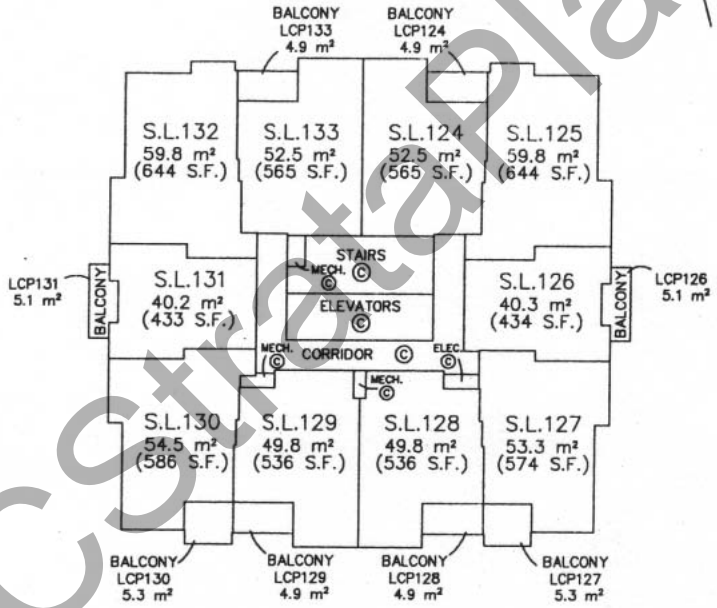 BALCONY
LCP133
4.9 m²
BALCONY
LCP124
4.9 m²
S.L.132
59.8 m²
(644 S.F.)
S.L.133
52.5 m²
(565 S.F.)
S.L.124
52.5 m²
(565 S.F.)
S.L.125
59.8 m²
(644 S.F.)
STAIRS
©
MECH.
©
ELEVATORS
©
LCP131
5.1 m²
BALCONY
S.L.131
40.2 m²
(433 S.F.)
S.L.126
40.3 m²
(434 S.F.)
BALCONY
LCP126
5.1 m²
MECH.
©
CORRIDOR ©
ELEC.
©
MECH.
©
S.L.130
54.5 m²
(586 S.F.)
S.L.129
49.8 m²
(536 S.F.)
S.L.128
49.8 m²
(536 S.F.)
S.L.127
53.3 m²
(574 S.F.)
BALCONY
LCP130
5.3 m²
BALCONY
LCP129
4.9 m²
BALCONY
LCP128
4.9 m²
BALCONY
LCP127
5.3 m²
CStrataPla